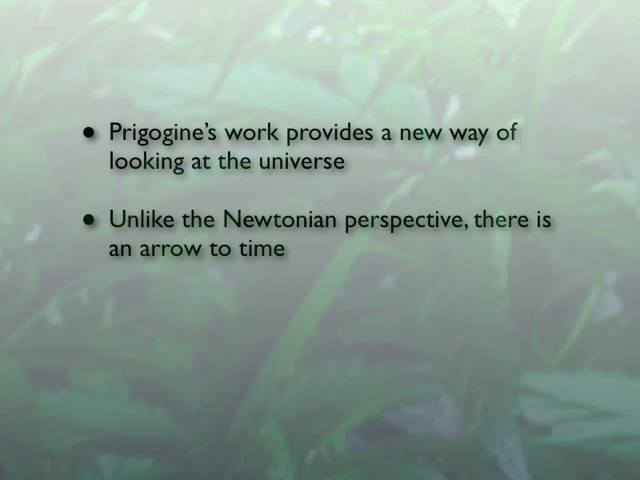 • Prigogine's work provides a new way of
looking at the universe
• Unlike the Newtonian perspective, there is
an arrow to time